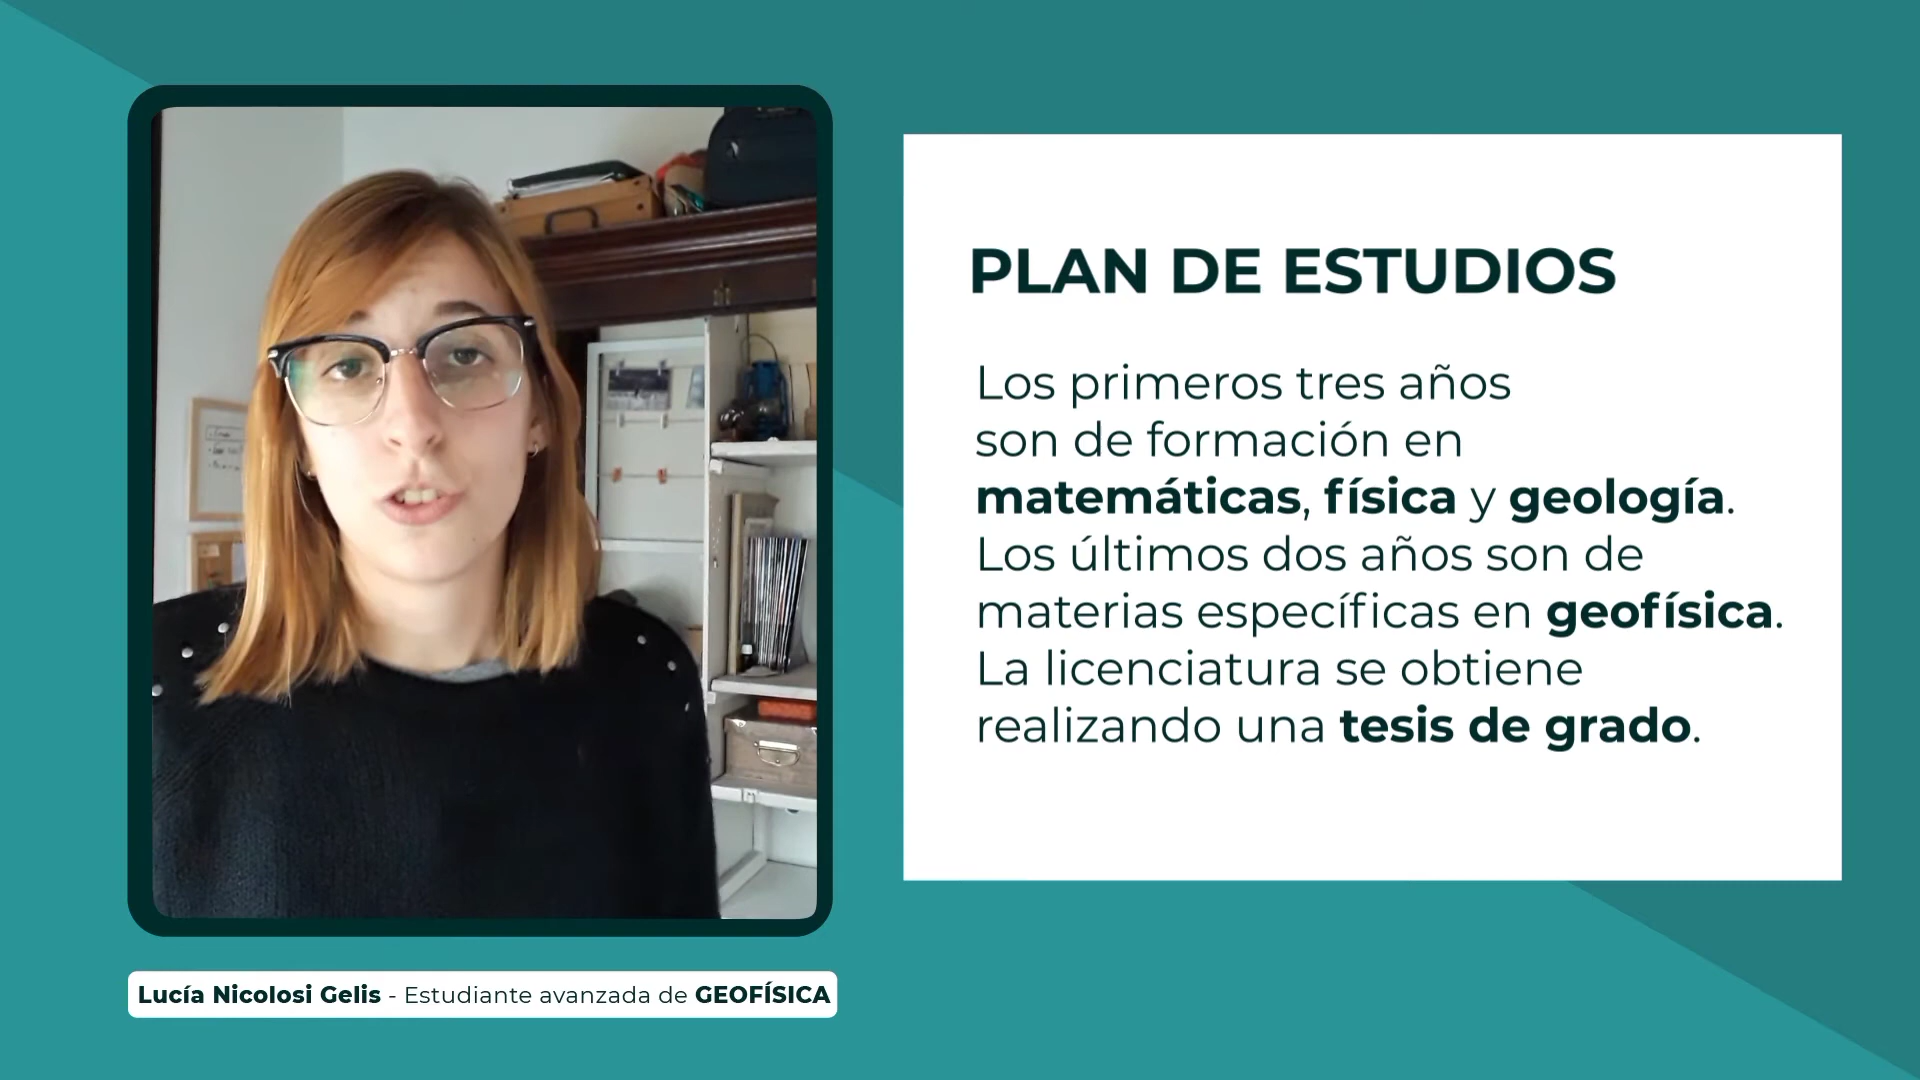 PLAN DE ESTUDIOS
Los primeros tres años
son de formación en
matemáticas, física y geología.
Los últimos dos años son de
materias específicas en geofísica.
La licenciatura se obtiene
realizando una tesis de grado.
Lucía Nicolosi Gelis - Estudiante avanzada de GEOFÍSICA